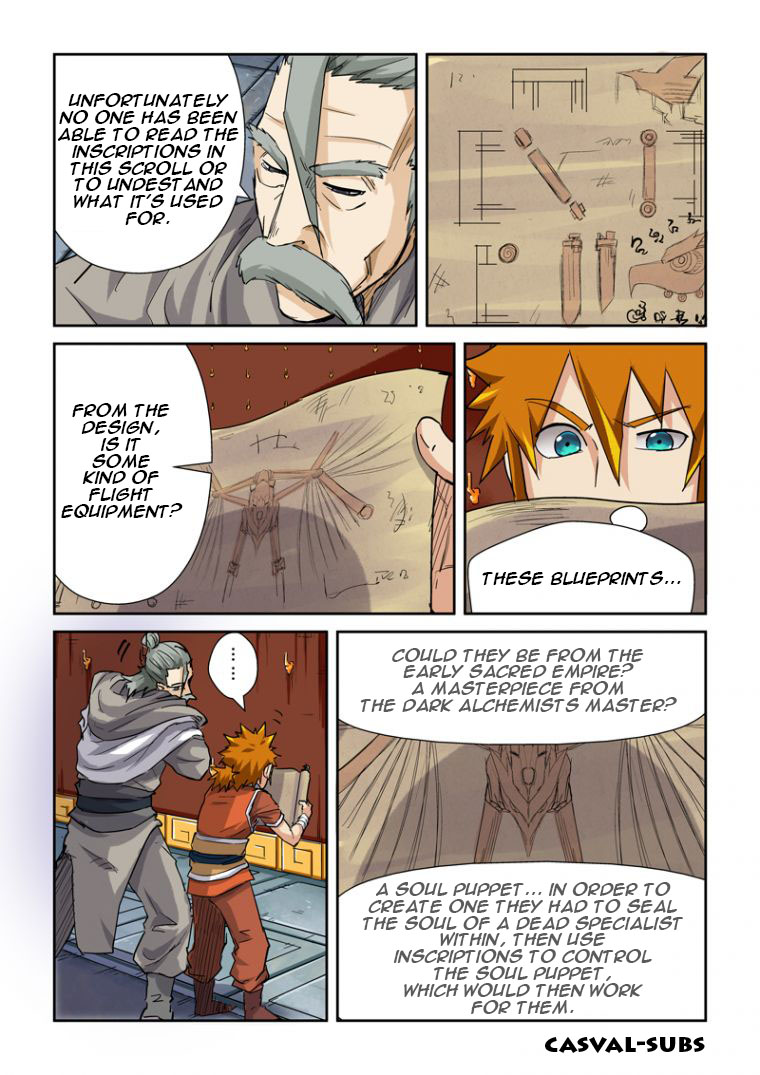 UNFORTUNATELY
NO ONE HAS BEEN
ABLE TO READ THE
INSCRIPTIONS IN
THIS SCROLL OR
TO UNDESTAND
WHAT IT'S USED
FOR.
FROM THE
DESIGN,
IS IT
SOME
KIND OF
FLIGHT
EQUIPMENT?
THESE BLUEPRINTS...
......
COULD THEY BE FROM THE
EARLY SACRED EMPIRE?
A MASTERPIECE FROM
THE DARK ALCHEMISTS MASTER?
A SOUL PUPPET... IN ORDER TO
CREATE ONE THEY HAD TO SEAL
THE SOUL OF A DEAD SPECIALIST
WITHIN, THEN USE
INSCRIPTIONS TO CONTROL
THE SOUL PUPPET,
WHICH WOULD THEN WORK
FOR THEM.
CASVAL-SUBS